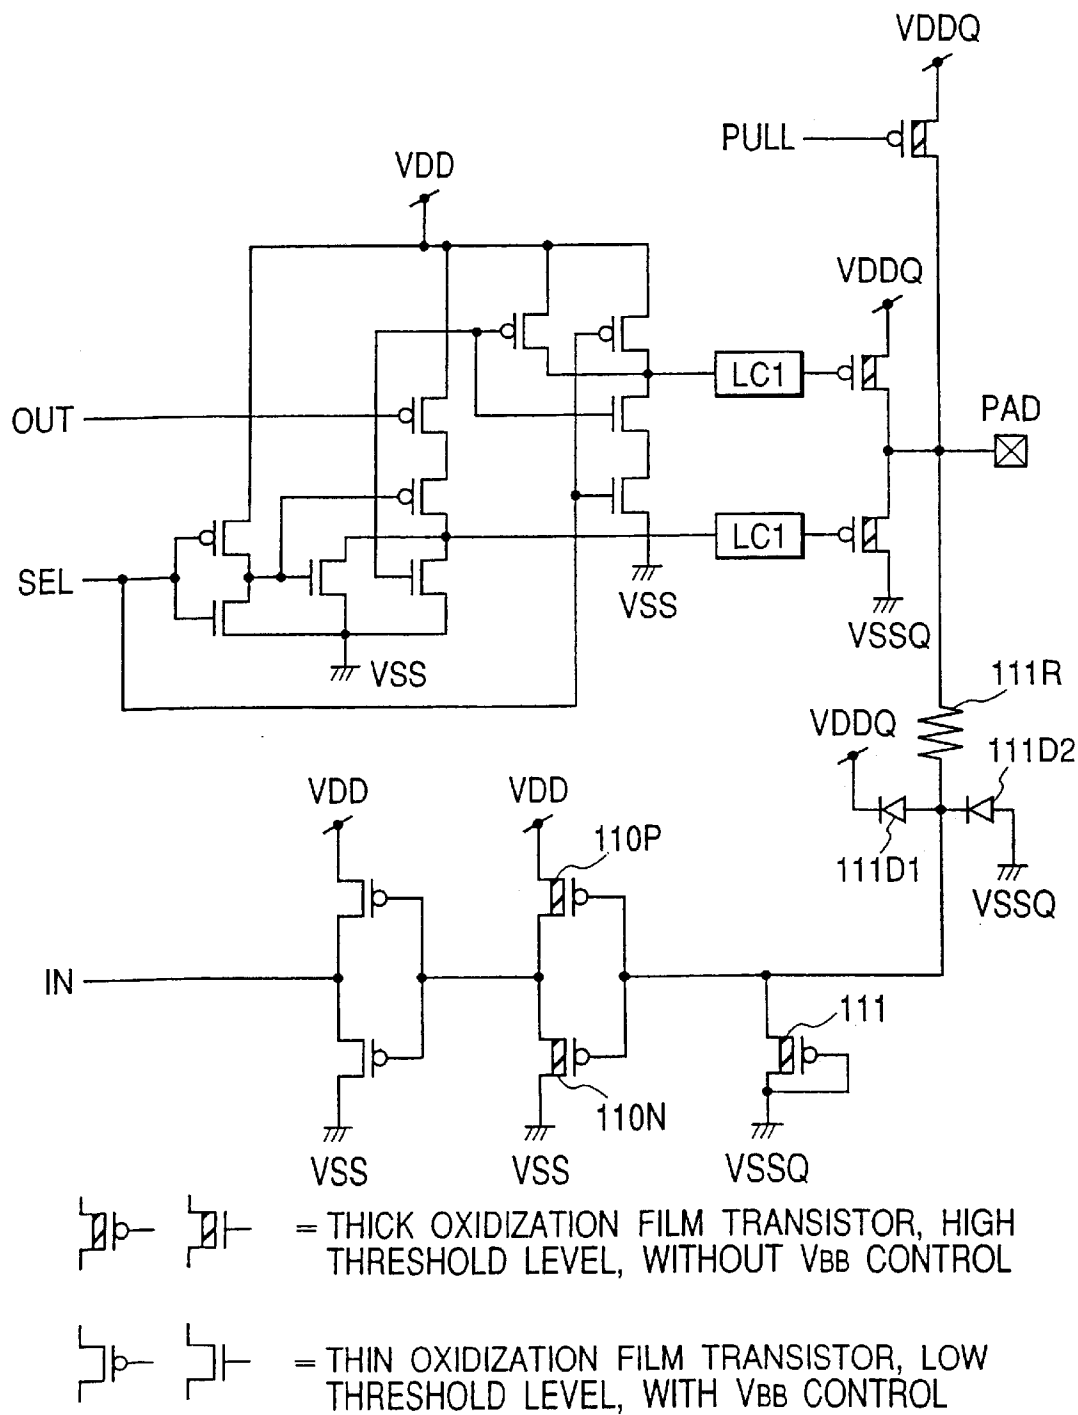 VDDQ
PULL
VDD
VDDQ
LC1
PAD
OUT
LC1
SEL
VSS
VSS
VSSQ
111R
VDDQ
111D2
VDD
VDD
110P
111D1
VSSQ
IN
111
110N
VSS
VSS
VSSQ
= THICK OXIDIZATION FILM TRANSISTOR, HIGH
THRESHOLD LEVEL, WITHOUT VBB CONTROL
= THIN OXIDIZATION FILM TRANSISTOR, LOW
THRESHOLD LEVEL, WITH VBB CONTROL